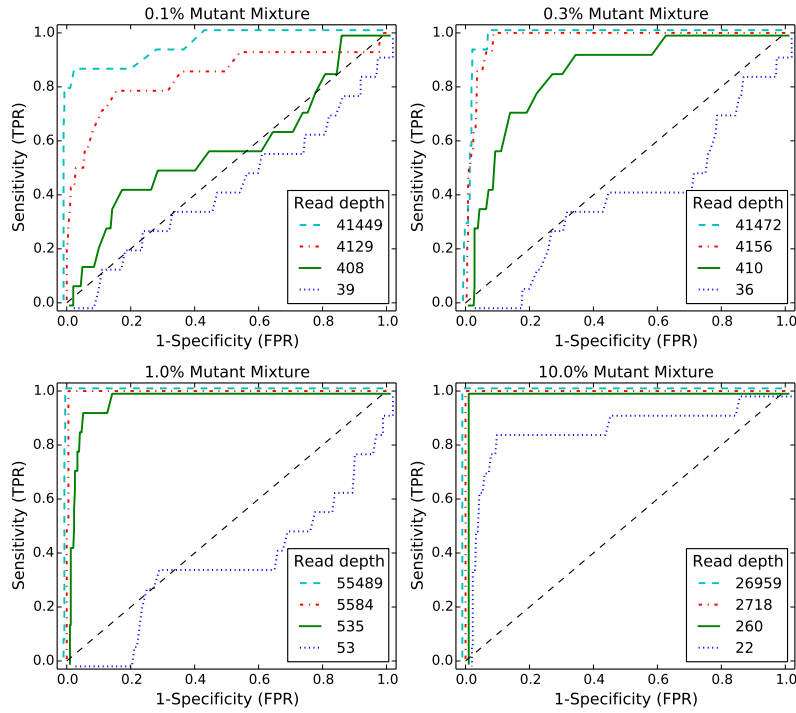 0.1% Mutant Mixture
1.0
0.8
0.6
0.4
0.2
0.0
Sensitivity (TPR)
Read depth
41449
4129
408
39
0.0 0.2 0.4 0.6 0.8 1.0
1-Specificity (FPR)
0.3% Mutant Mixture
1.0
0.8
0.6
0.4
0.2
0.0
Sensitivity (TPR)
Read depth
41472
4156
410
36
0.0 0.2 0.4 0.6 0.8 1.0
1-Specificity (FPR)
1.0% Mutant Mixture
1.0
0.8
0.6
0.4
0.2
0.0
Sensitivity (TPR)
Read depth
55489
5584
535
53
0.0 0.2 0.4 0.6 0.8 1.0
1-Specificity (FPR)
10.0% Mutant Mixture
1.0
0.8
0.6
0.4
0.2
0.0
Sensitivity (TPR)
Read depth
26959
2718
260
22
0.0 0.2 0.4 0.6 0.8 1.0
1-Specificity (FPR)